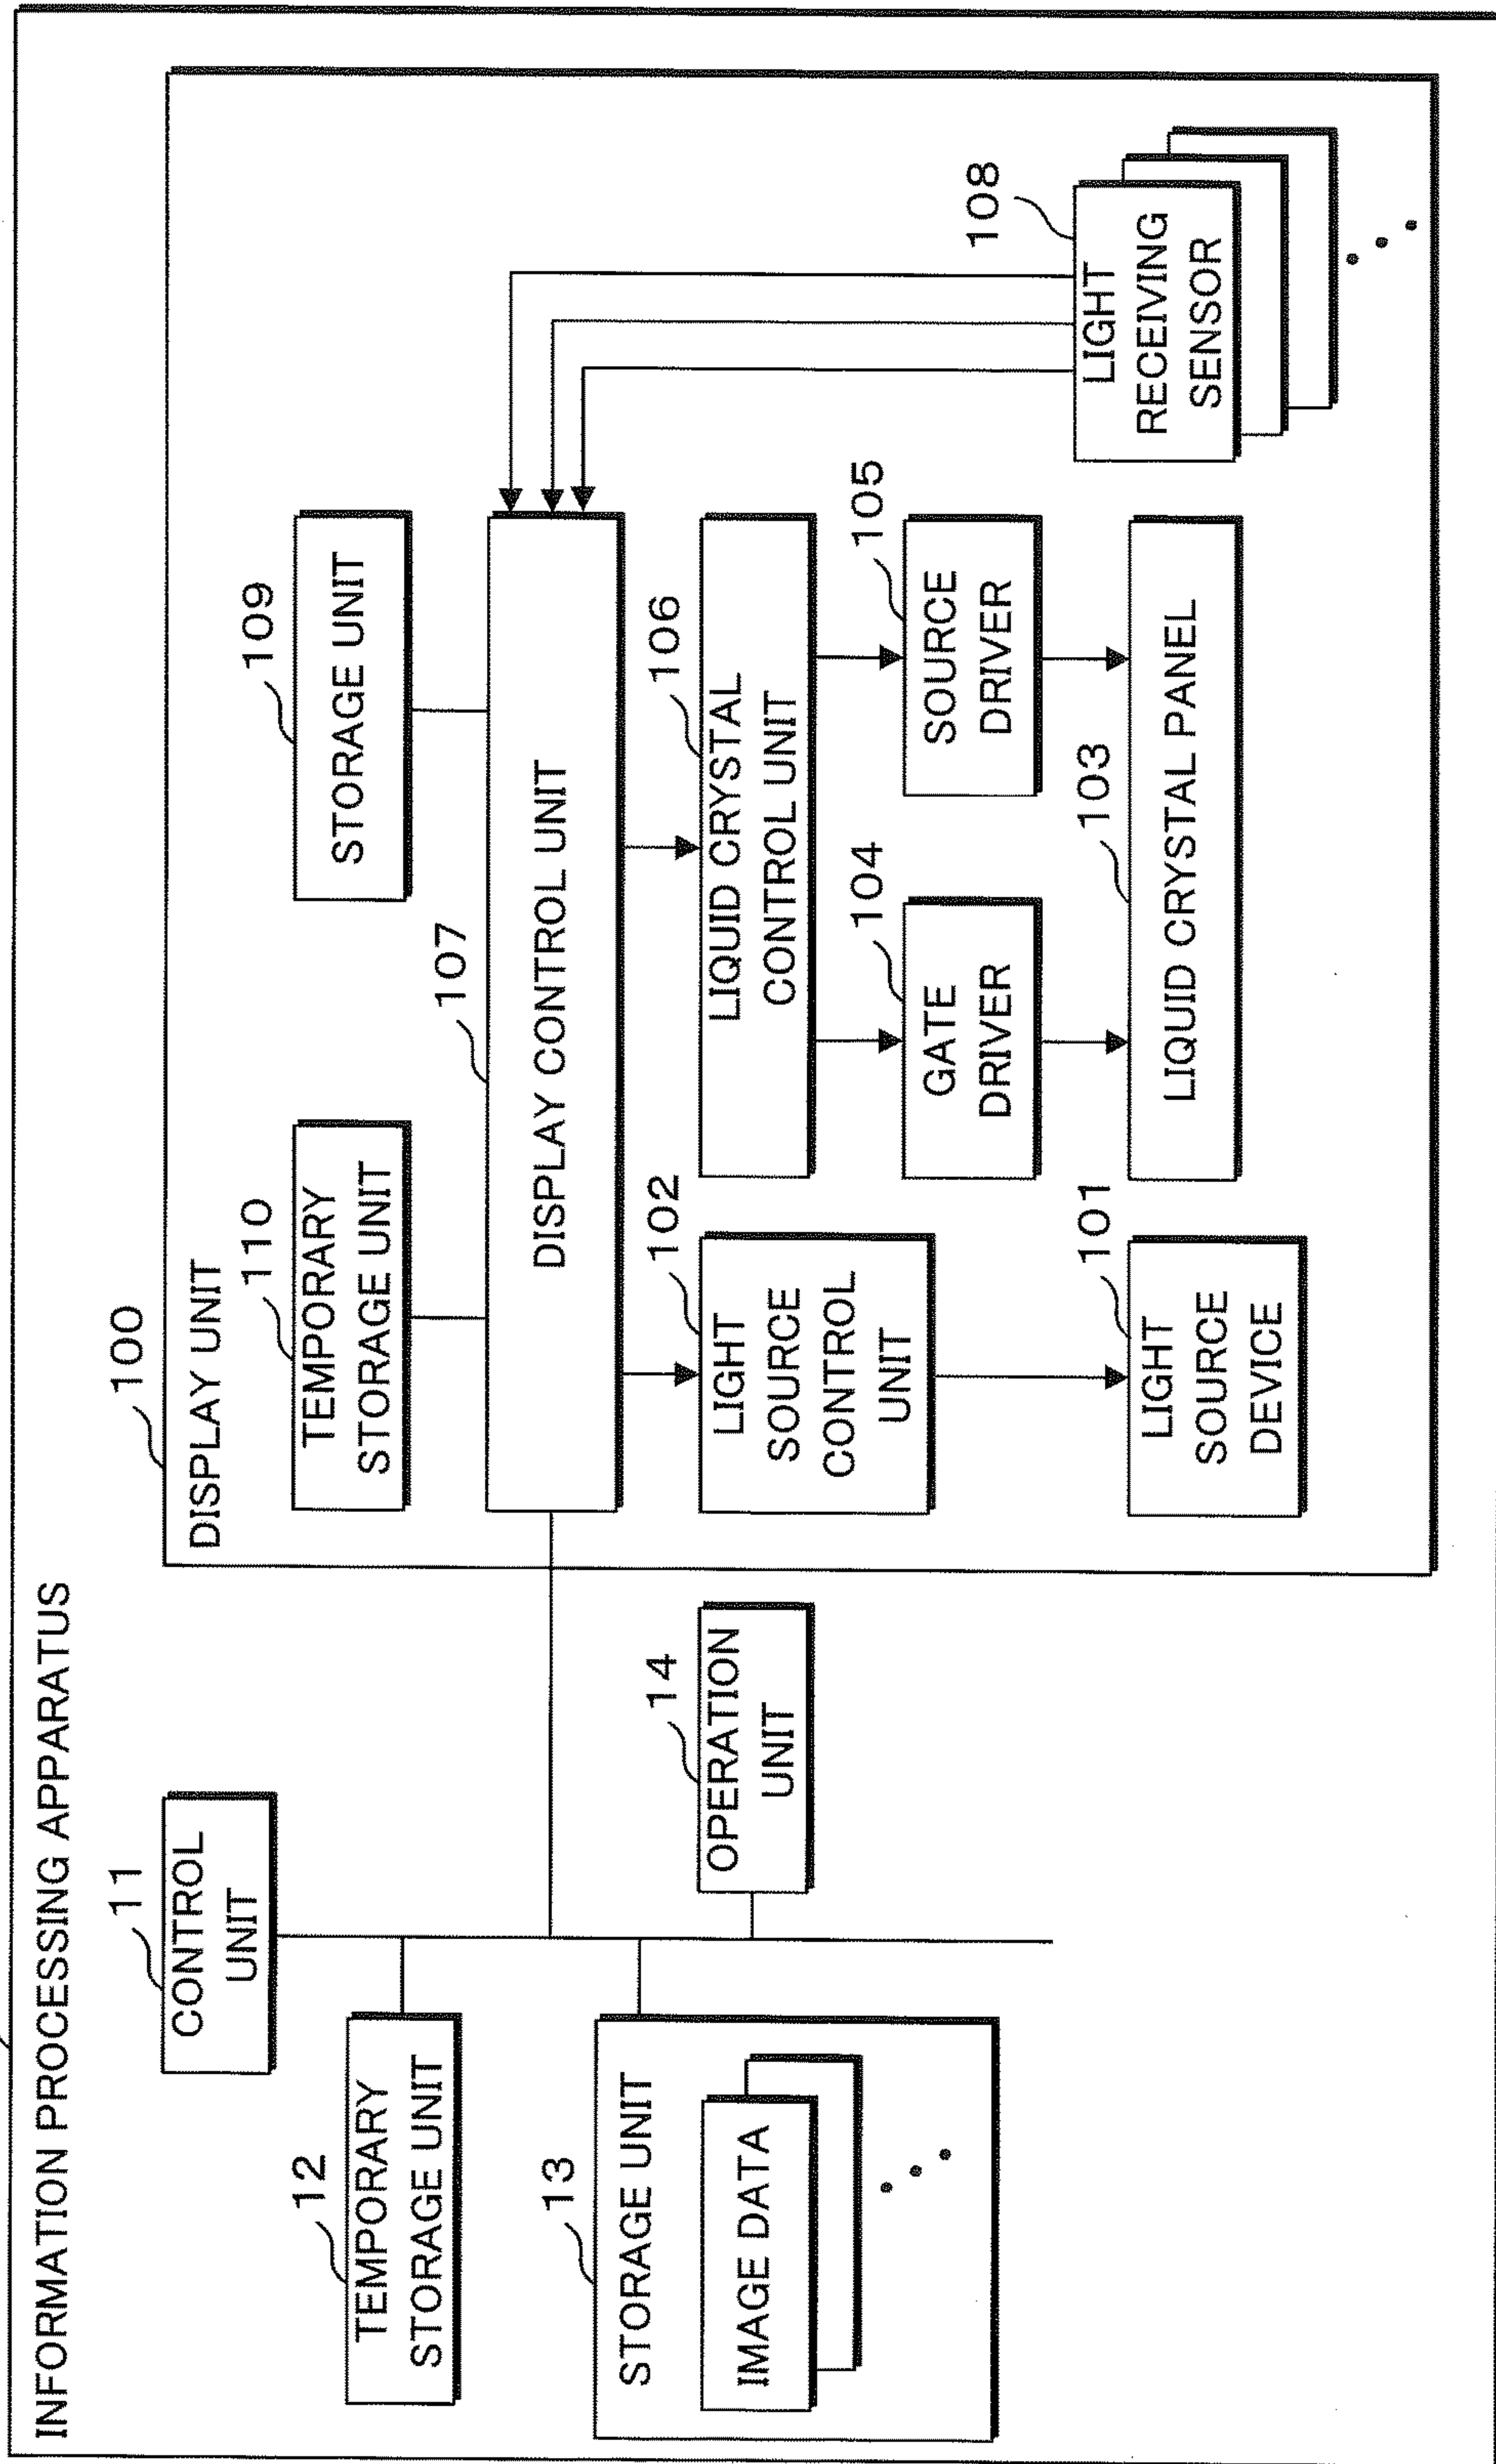 INFORMATION PROCESSING APPARATUS
11
CONTROL
UNIT
12
TEMPORARY
STORAGE UNIT
13
STORAGE UNIT
IMAGE DATA
14
OPERATION
UNIT
100
DISPLAY UNIT
110
TEMPORARY
STORAGE UNIT
109
STORAGE UNIT
107
DISPLAY CONTROL UNIT
102
LIGHT
SOURCE
CONTROL
UNIT
106
LIQUID CRYSTAL
CONTROL UNIT
104
GATE
DRIVER
105
SOURCE
DRIVER
108
LIGHT
RECEIVING
SENSOR
101
LIGHT
SOURCE
DEVICE
103
LIQUID CRYSTAL PANEL